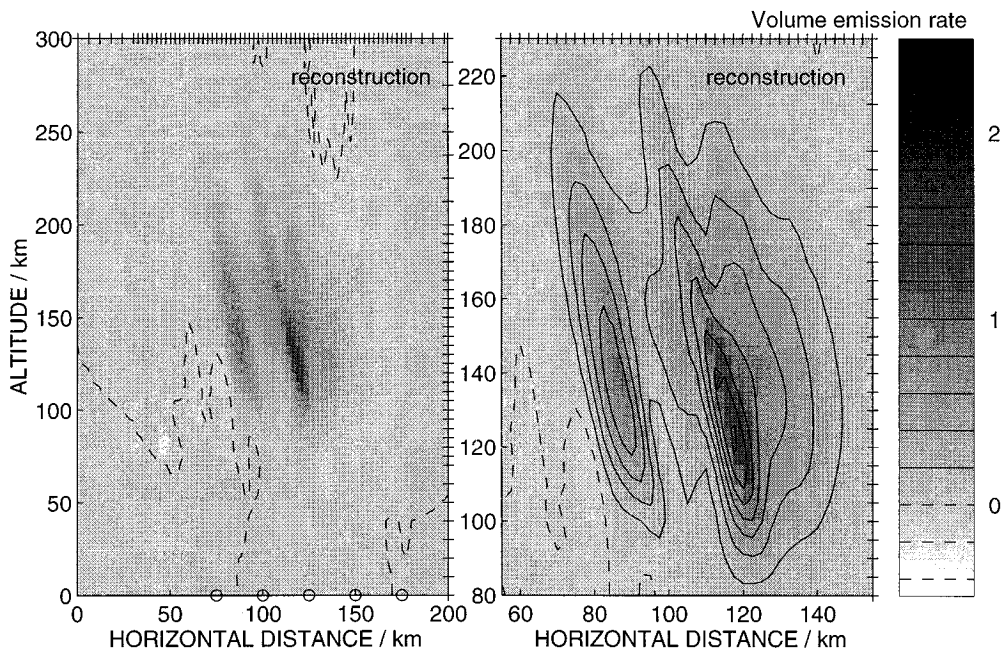 Volume emission rate
300
250
200
150
100
50
0
ALTITUDE / km
reconstruction
0 50 100 150 200
HORIZONTAL DISTANCE / km
220
200
180
160
140
120
100
80
reconstruction
60 80 100 120 140
HORIZONTAL DISTANCE / km
2
1
0